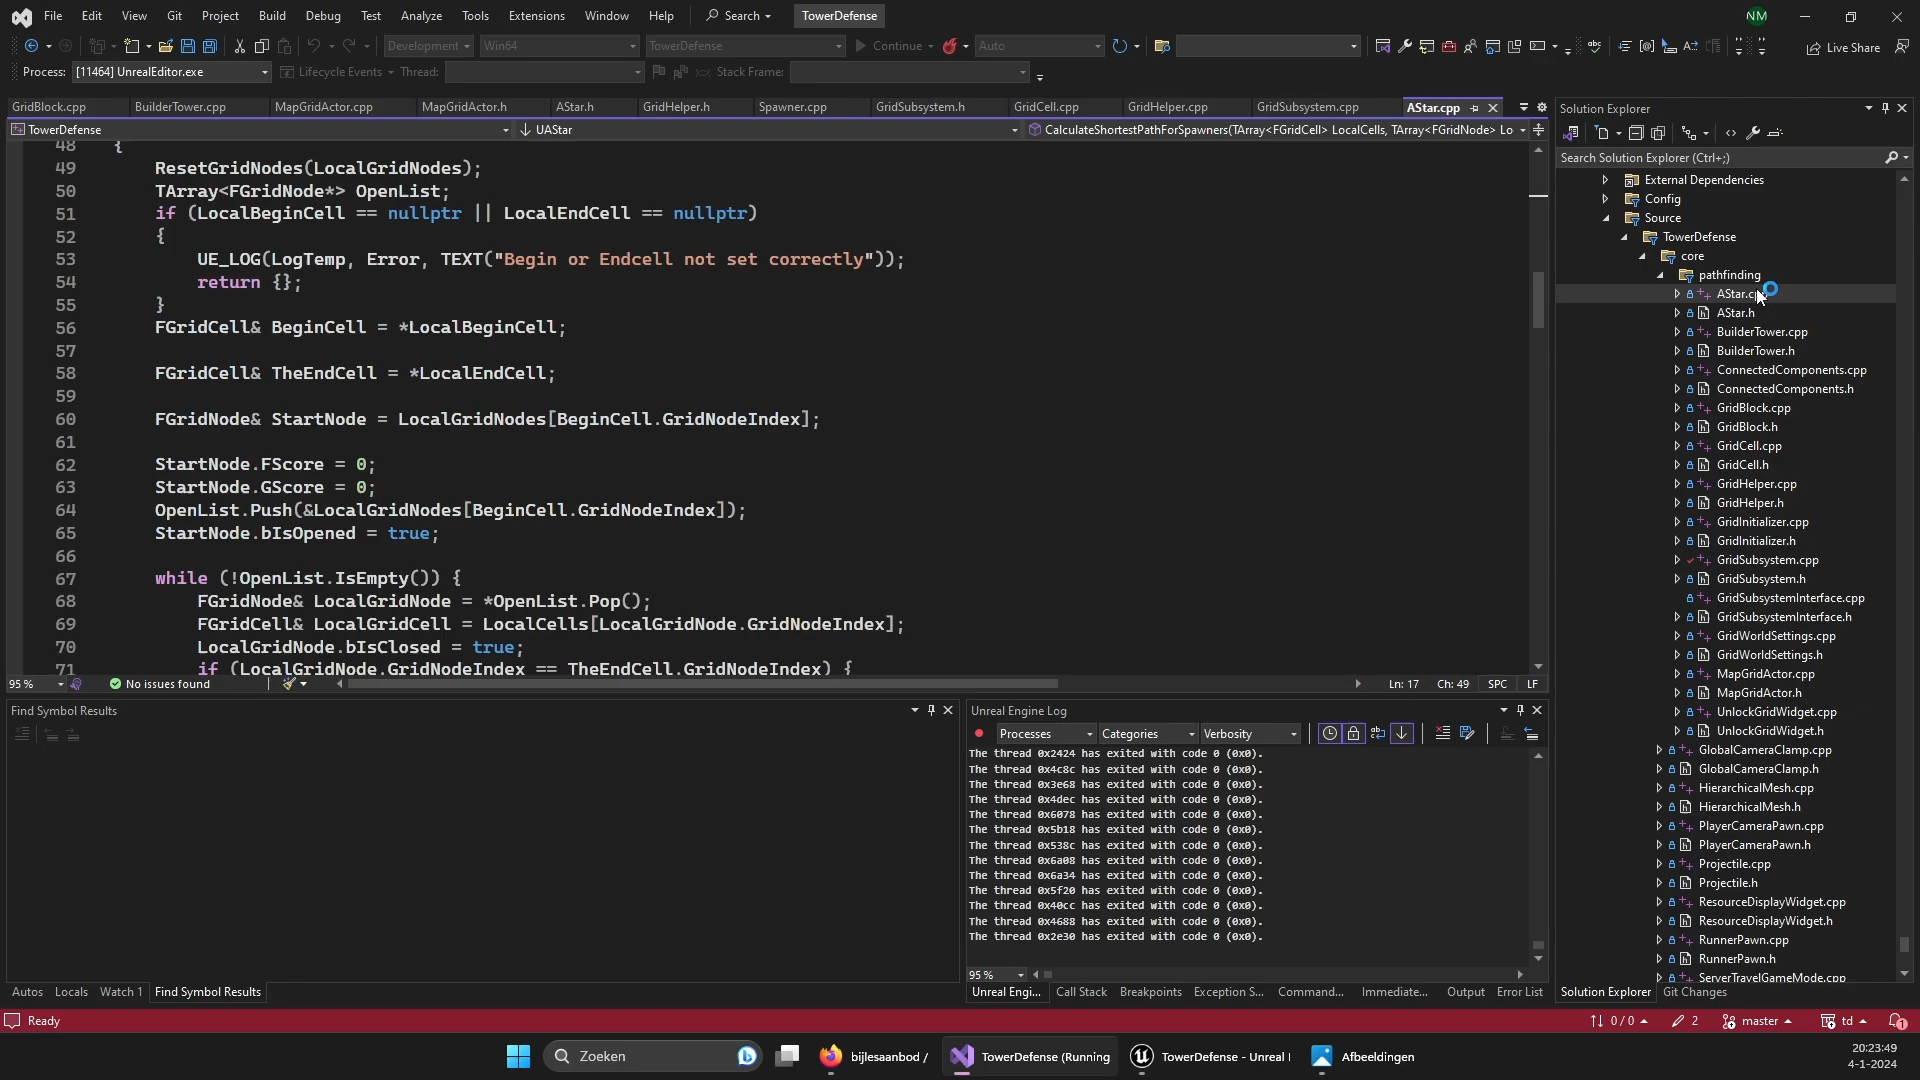 File Edit View Git Project Build Debug Test Analyze Tools Extensions Window Help Search TowerDefense NM
Development Win64 TowerDefense Continue Auto Live Share
Process: [11464] UnrealEditor.exe Lifecycle Events Thread: Stack Frame:
GridBlock.cpp BuilderTower.cpp MapGridActor.cpp MapGridActor.h AStar.h GridHelper.h Spawner.cpp GridSubsystem.h GridCell.cpp GridHelper.cpp GridSubsystem.cpp AStar.cpp
TowerDefense UAStar CalculateShortestPathForSpawners(TArray<FGridCell> LocalCells, TArray<FGridNode> Lo
48 {
49 ResetGridNodes(LocalGridNodes);
50 TArray<FGridNode*> OpenList;
51 if (LocalBeginCell == nullptr || LocalEndCell == nullptr)
52 {
53 UE_LOG(LogTemp, Error, TEXT("Begin or Endcell not set correctly"));
54 return {};
55 }
56 FGridCell& BeginCell = *LocalBeginCell;
57
58 FGridCell& TheEndCell = *LocalEndCell;
59
60 FGridNode& StartNode = LocalGridNodes[BeginCell.GridNodeIndex];
61
62 StartNode.FScore = 0;
63 StartNode.GScore = 0;
64 OpenList.Push(&LocalGridNodes[BeginCell.GridNodeIndex]);
65 StartNode.bIsOpened = true;
66
67 while (!OpenList.IsEmpty()) {
68 FGridNode& LocalGridNode = *OpenList.Pop();
69 FGridCell& LocalGridCell = LocalCells[LocalGridNode.GridNodeIndex];
70 LocalGridNode.bIsClosed = true;
71 if (LocalGridNode.GridNodeIndex == TheEndCell.GridNodeIndex) {
95 % No issues found Ln: 17 Ch: 49 SPC LF
Find Symbol Results
Unreal Engine Log
Processes Categories Verbosity
The thread 0x2424 has exited with code 0 (0x0).
The thread 0x4c8c has exited with code 0 (0x0).
The thread 0x3e68 has exited with code 0 (0x0).
The thread 0x4dec has exited with code 0 (0x0).
The thread 0x6078 has exited with code 0 (0x0).
The thread 0x5b18 has exited with code 0 (0x0).
The thread 0x538c has exited with code 0 (0x0).
The thread 0x6a08 has exited with code 0 (0x0).
The thread 0x6a34 has exited with code 0 (0x0).
The thread 0x5f20 has exited with code 0 (0x0).
The thread 0x40cc has exited with code 0 (0x0).
The thread 0x4688 has exited with code 0 (0x0).
The thread 0x2e30 has exited with code 0 (0x0).
95 %
Autos Locals Watch 1 Find Symbol Results
Unreal Engi... Call Stack Breakpoints Exception S... Command... Immediate... Output Error List
Solution Explorer
Search Solution Explorer (Ctrl+;)
External Dependencies
Config
Source
TowerDefense
core
pathfinding
AStar.c
AStar.h
BuilderTower.cpp
BuilderTower.h
ConnectedComponents.cpp
ConnectedComponents.h
GridBlock.cpp
GridBlock.h
GridCell.cpp
GridCell.h
GridHelper.cpp
GridHelper.h
GridInitializer.cpp
GridInitializer.h
GridSubsystem.cpp
GridSubsystem.h
GridSubsystemInterface.cpp
GridSubsystemInterface.h
GridWorldSettings.cpp
GridWorldSettings.h
MapGridActor.cpp
MapGridActor.h
UnlockGridWidget.cpp
UnlockGridWidget.h
GlobalCameraClamp.cpp
GlobalCameraClamp.h
HierarchicalMesh.cpp
HierarchicalMesh.h
PlayerCameraPawn.cpp
PlayerCameraPawn.h
Projectile.cpp
Projectile.h
ResourceDisplayWidget.cpp
ResourceDisplayWidget.h
RunnerPawn.cpp
RunnerPawn.h
ServerTravelGameMode.cpp
Solution Explorer Git Changes
Ready 0 / 0 2 master td 1
Zoeken bijlesaanbod / TowerDefense (Running TowerDefense - Unreal Afbeeldingen
20:23:49
4-1-2024